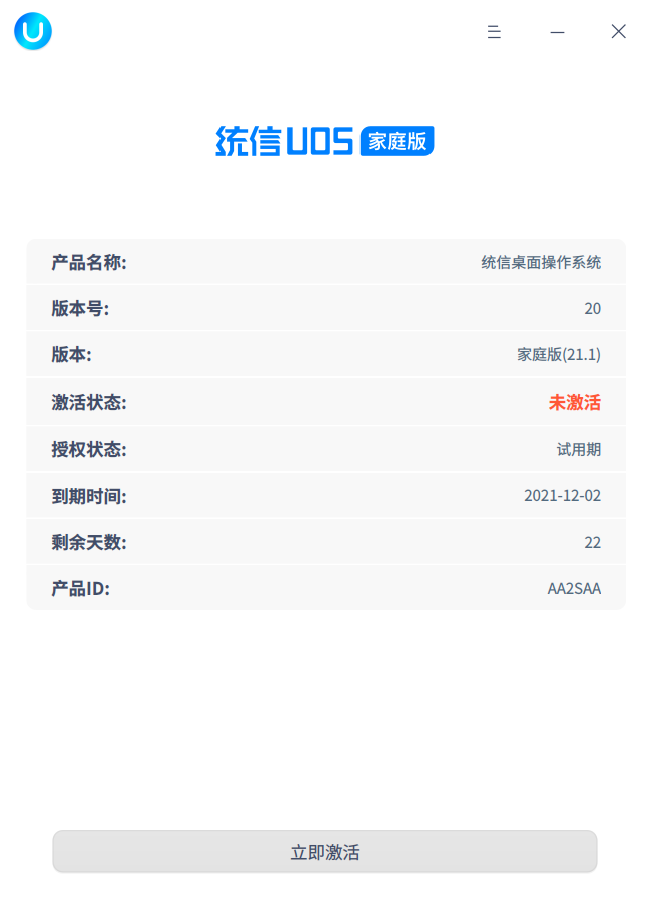 统信UOS 家庭版
产品名称: 统信桌面操作系统
版本号: 20
版本: 家庭版(21.1)
激活状态: 未激活
授权状态: 试用期
到期时间: 2021-12-02
剩余天数: 22
产品ID: AA2SAA
立即激活